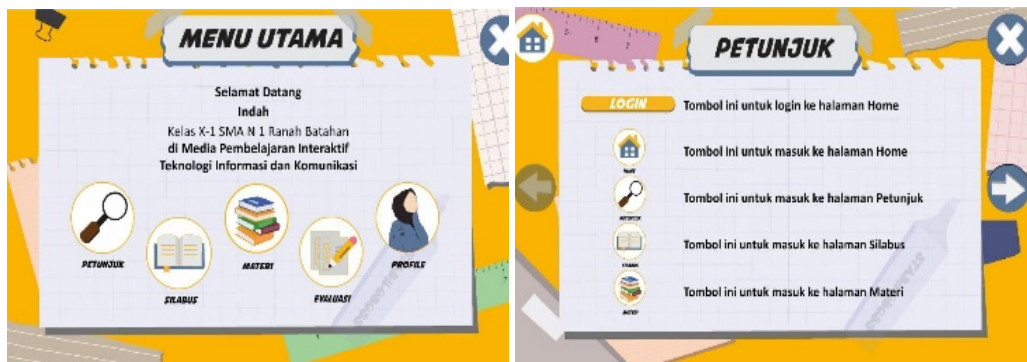 MENU UTAMA
Selamat Datang
Indah
Kelas X-1 SMA N 1 Ranah Batahan
di Media Pembelajaran Interaktif
Teknologi Informasi dan Komunikasi
PETUNJUK
SILABUS
MATERI
EVALUASI
PROFILE
PETUNJUK
LOGIN
Tombol ini untuk login ke halaman Home
Tombol ini untuk masuk ke halaman Home
PETUNJUK
Tombol ini untuk masuk ke halaman Petunjuk
Tombol ini untuk masuk ke halaman Silabus
Tombol ini untuk masuk ke halaman Materi
MATERI